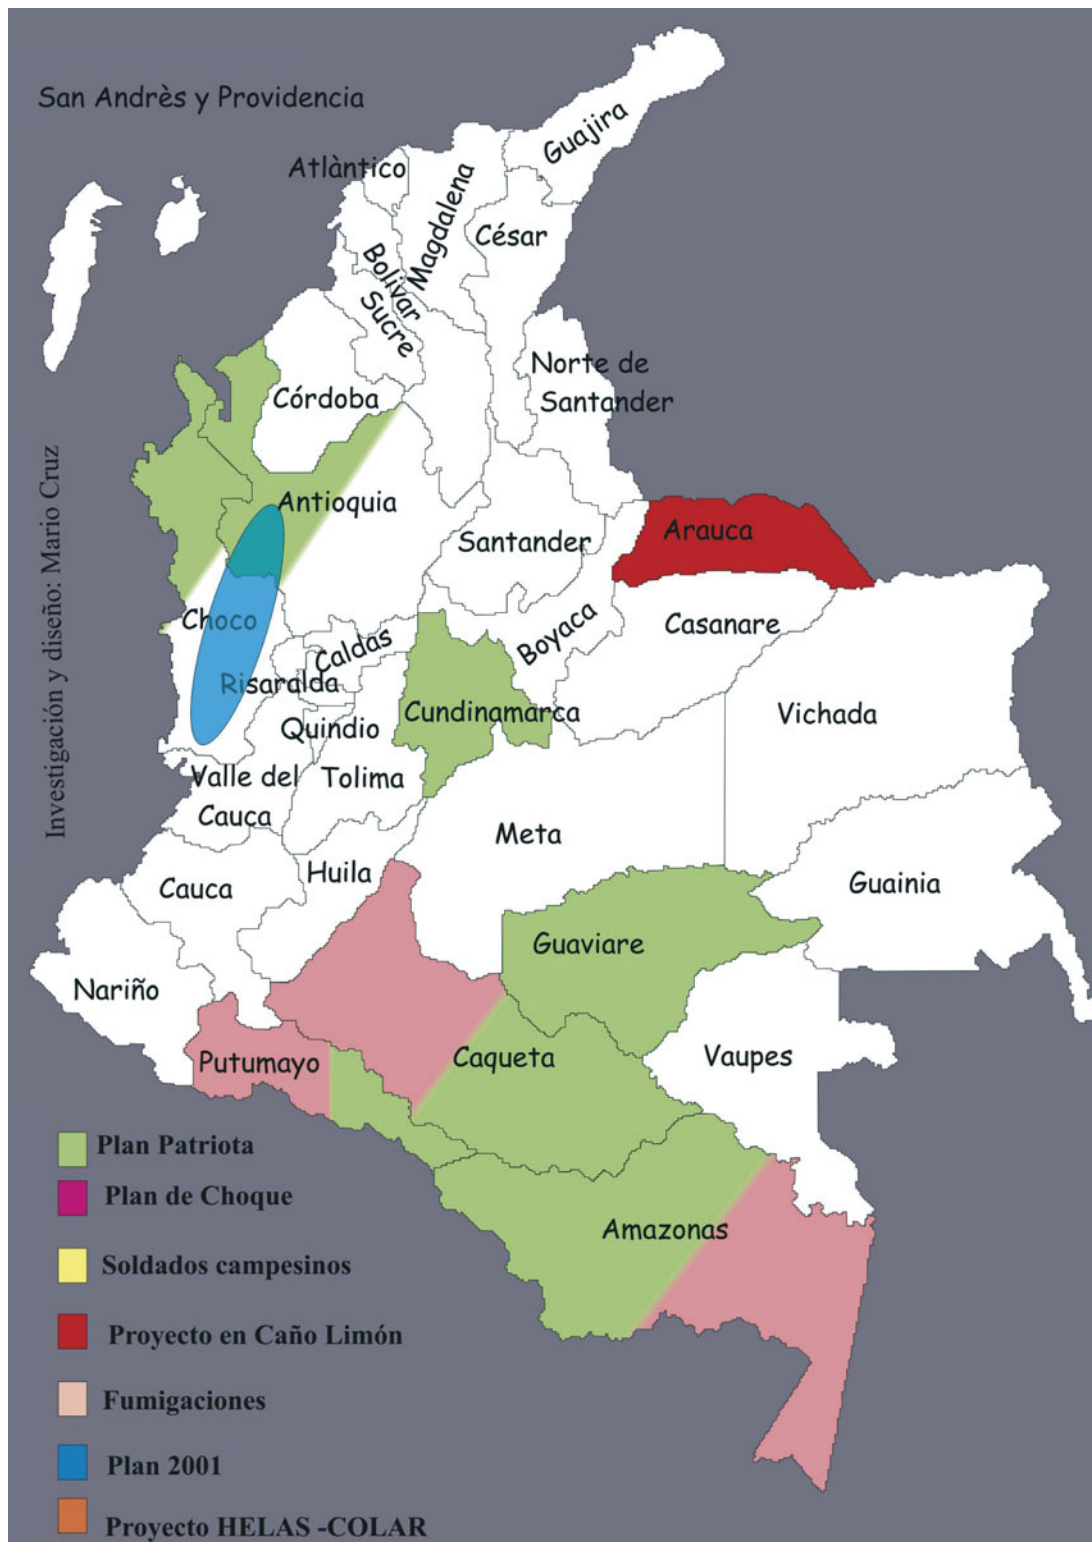 San Andrès y Providencia
Guajira
Atlàntico
Magdalena
César
Bolivar
Sucre
Norte de
Santander
Córdoba
Investigación y diseño: Mario Cruz
Antioquia
Arauca
Santander
Choco
Boyaca
Casanare
Caldas
Risaralda
Cundinamarca
Vichada
Quindio
Valle del
Cauca
Tolima
Meta
Huila
Cauca
Guainia
Guaviare
Nariño
Putumayo
Caqueta
Vaupes
Amazonas
Plan Patriota
Plan de Choque
Soldados campesinos
Proyecto en Caño Limón
Fumigaciones
Plan 2001
Proyecto HELAS -COLAR